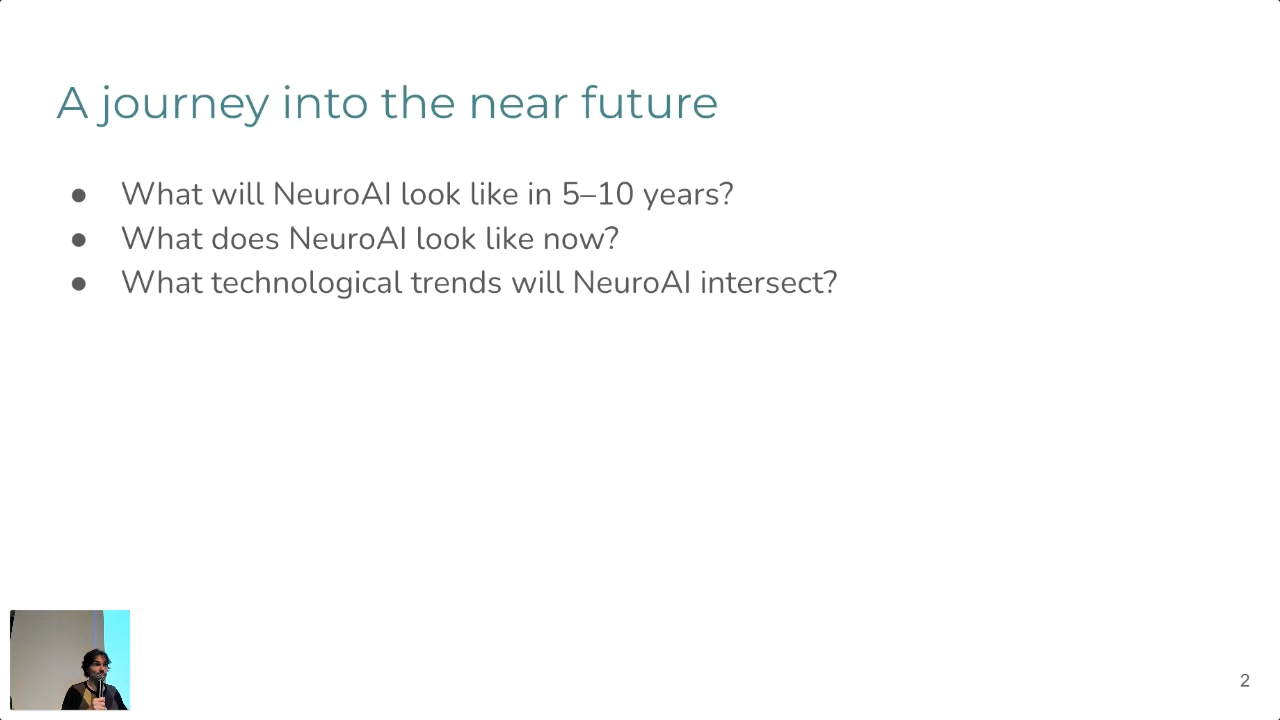 A journey into the near future
● What will NeuroAI look like in 5–10 years?
● What does NeuroAI look like now?
● What technological trends will NeuroAI intersect?
2